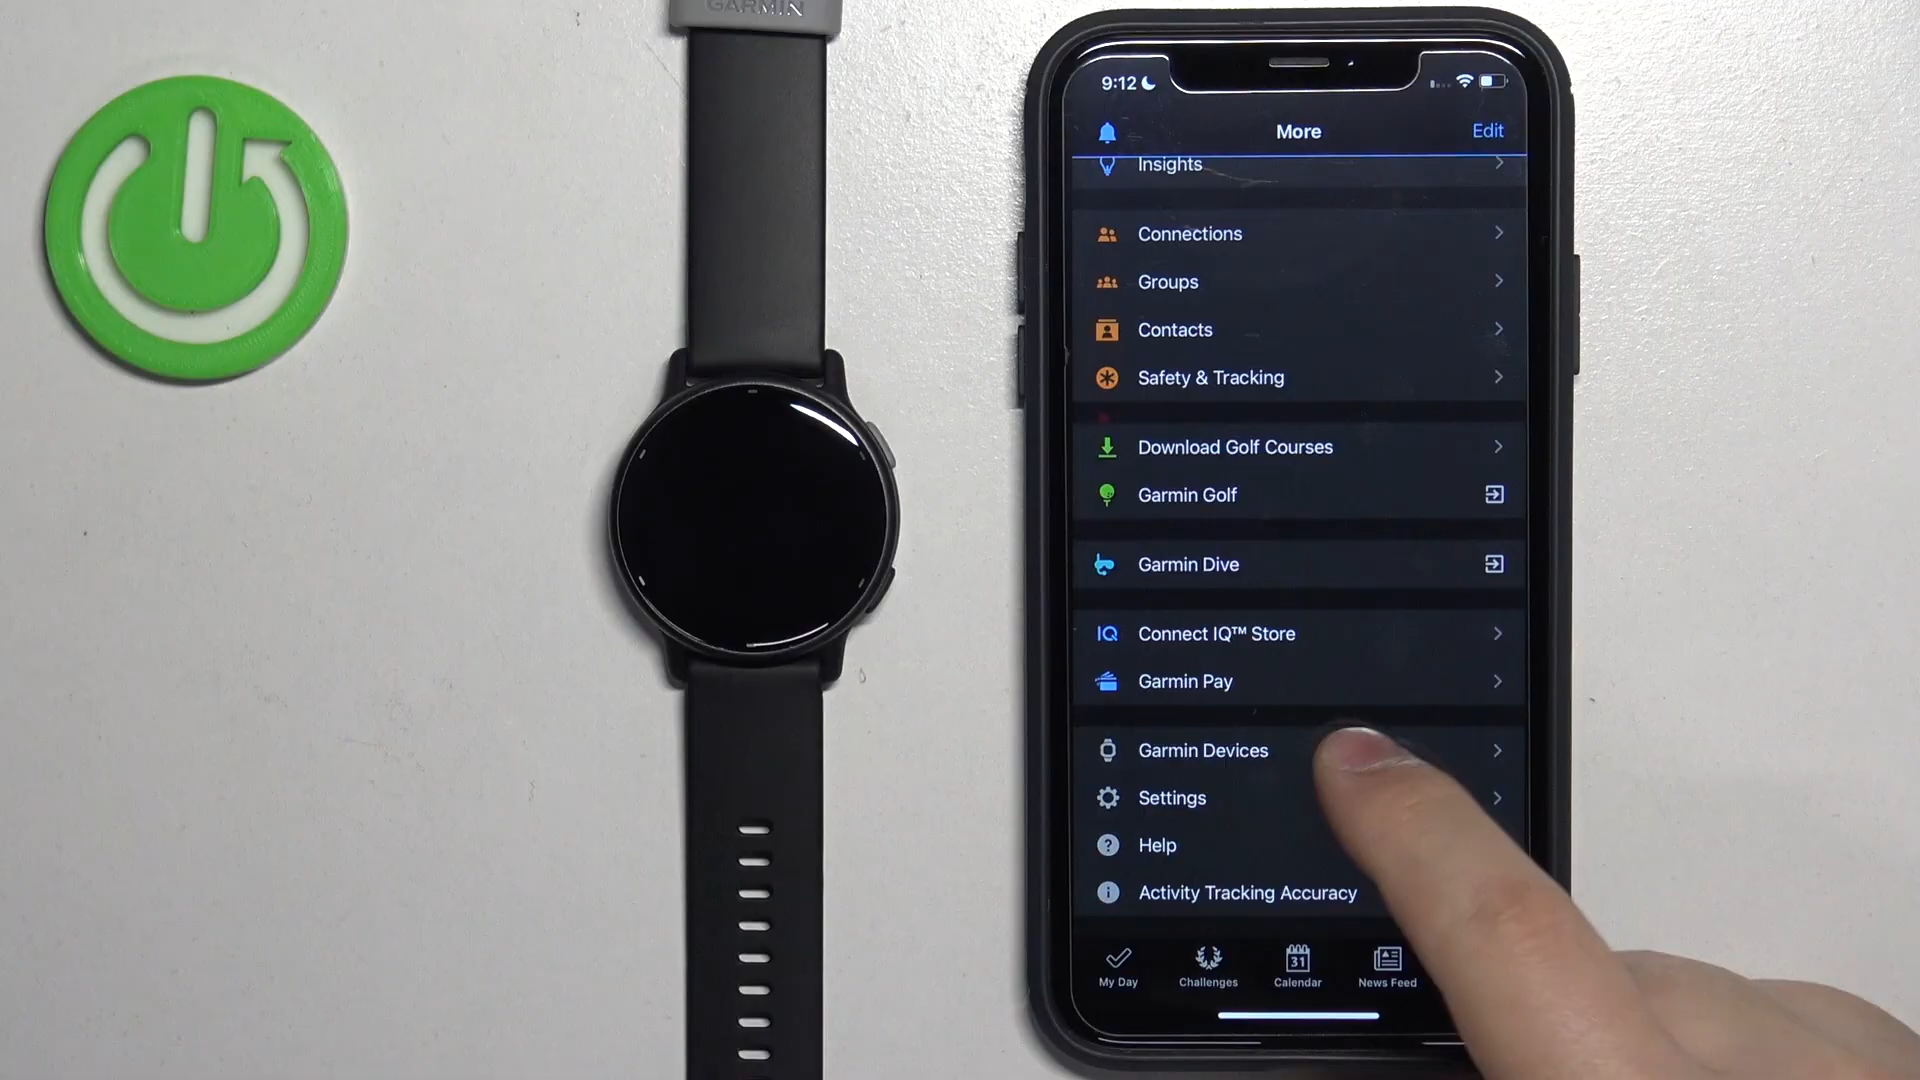 GARMIN
9:12
More
Edit
Insights
Connections
Groups
Contacts
Safety & Tracking
Download Golf Courses
Garmin Golf
Garmin Dive
IQ Connect IQ™ Store
Garmin Pay
Garmin Devices
Settings
? Help
i Activity Tracking Accuracy
31
My Day
Challenges
Calendar
News Feed